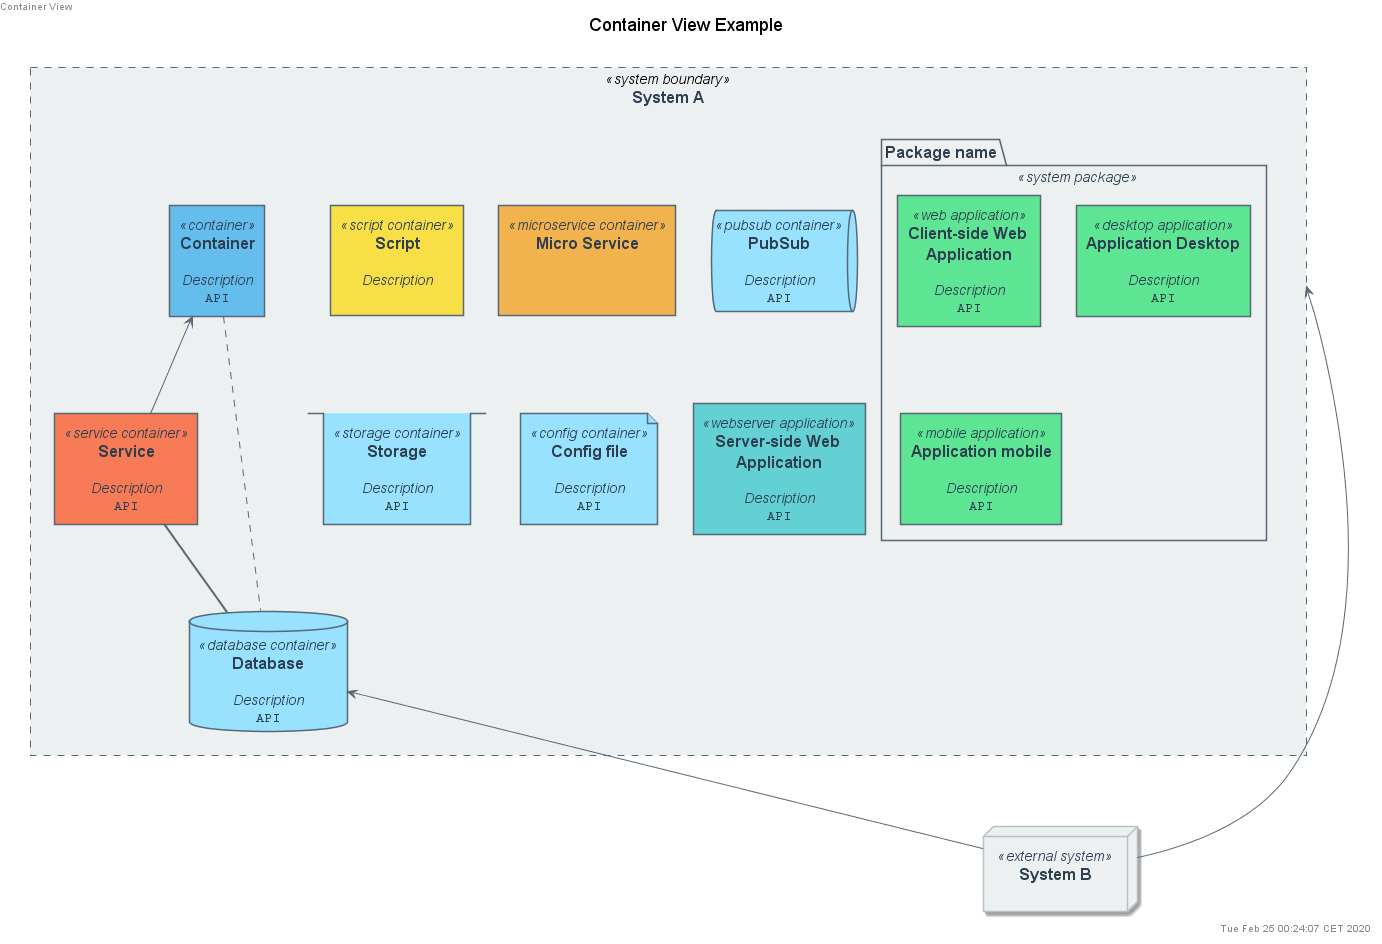 Container View
Container View Example
«system boundary»
System A
Package name
«system package»
«container»
Container
Description
API
«script container»
Script
Description
«microservice container»
Micro Service
«pubsub container»
PubSub
Description
API
«web application»
Client-side Web
Application
Description
API
«desktop application»
Application Desktop
Description
API
«service container»
Service
Description
API
«storage container»
Storage
Description
API
«config container»
Config file
Description
API
«webserver application»
Server-side Web
Application
Description
API
«mobile application»
Application mobile
Description
API
«database container»
Database
Description
API
«external system»
System B
Tue Feb 25 00:24:07 CET 2020